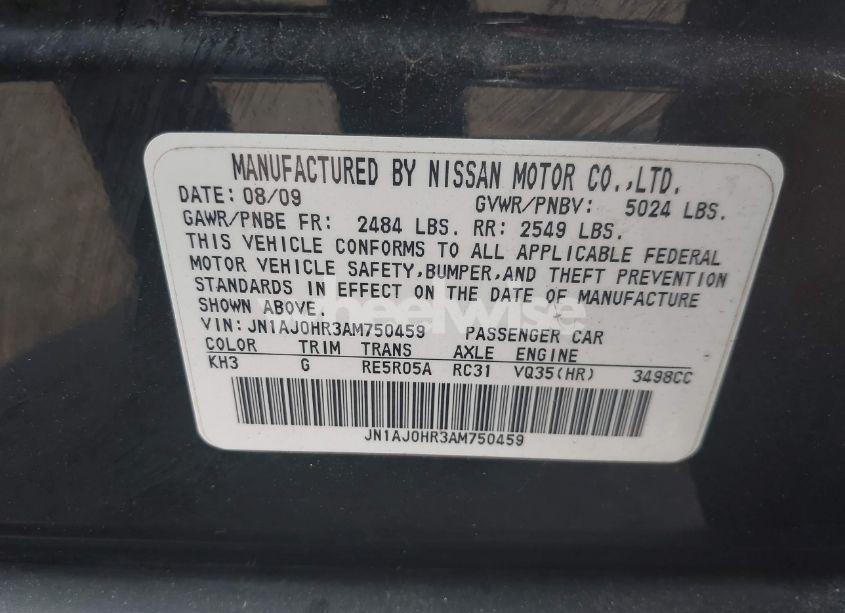 MANUFACTURED BY NISSAN MOTOR CO.,LTD.
DATE: 08/09 GVWR/PNBV: 5024 LBS.
GAWR/PNBE FR: 2484 LBS. RR: 2549 LBS.
THIS VEHICLE CONFORMS TO ALL APPLICABLE FEDERAL
MOTOR VEHICLE SAFETY,BUMPER,AND THEFT PREVENTION
STANDARDS IN EFFECT ON THE DATE OF MANUFACTURE
SHOWN ABOVE.
wheelwise
VIN: JN1AJ0HR3AM750459 PASSENGER CAR
COLOR TRIM TRANS AXLE ENGINE
KH3 G RE5R05A RC31 VQ35(HR) 3498CC
JN1AJ0HR3AM750459